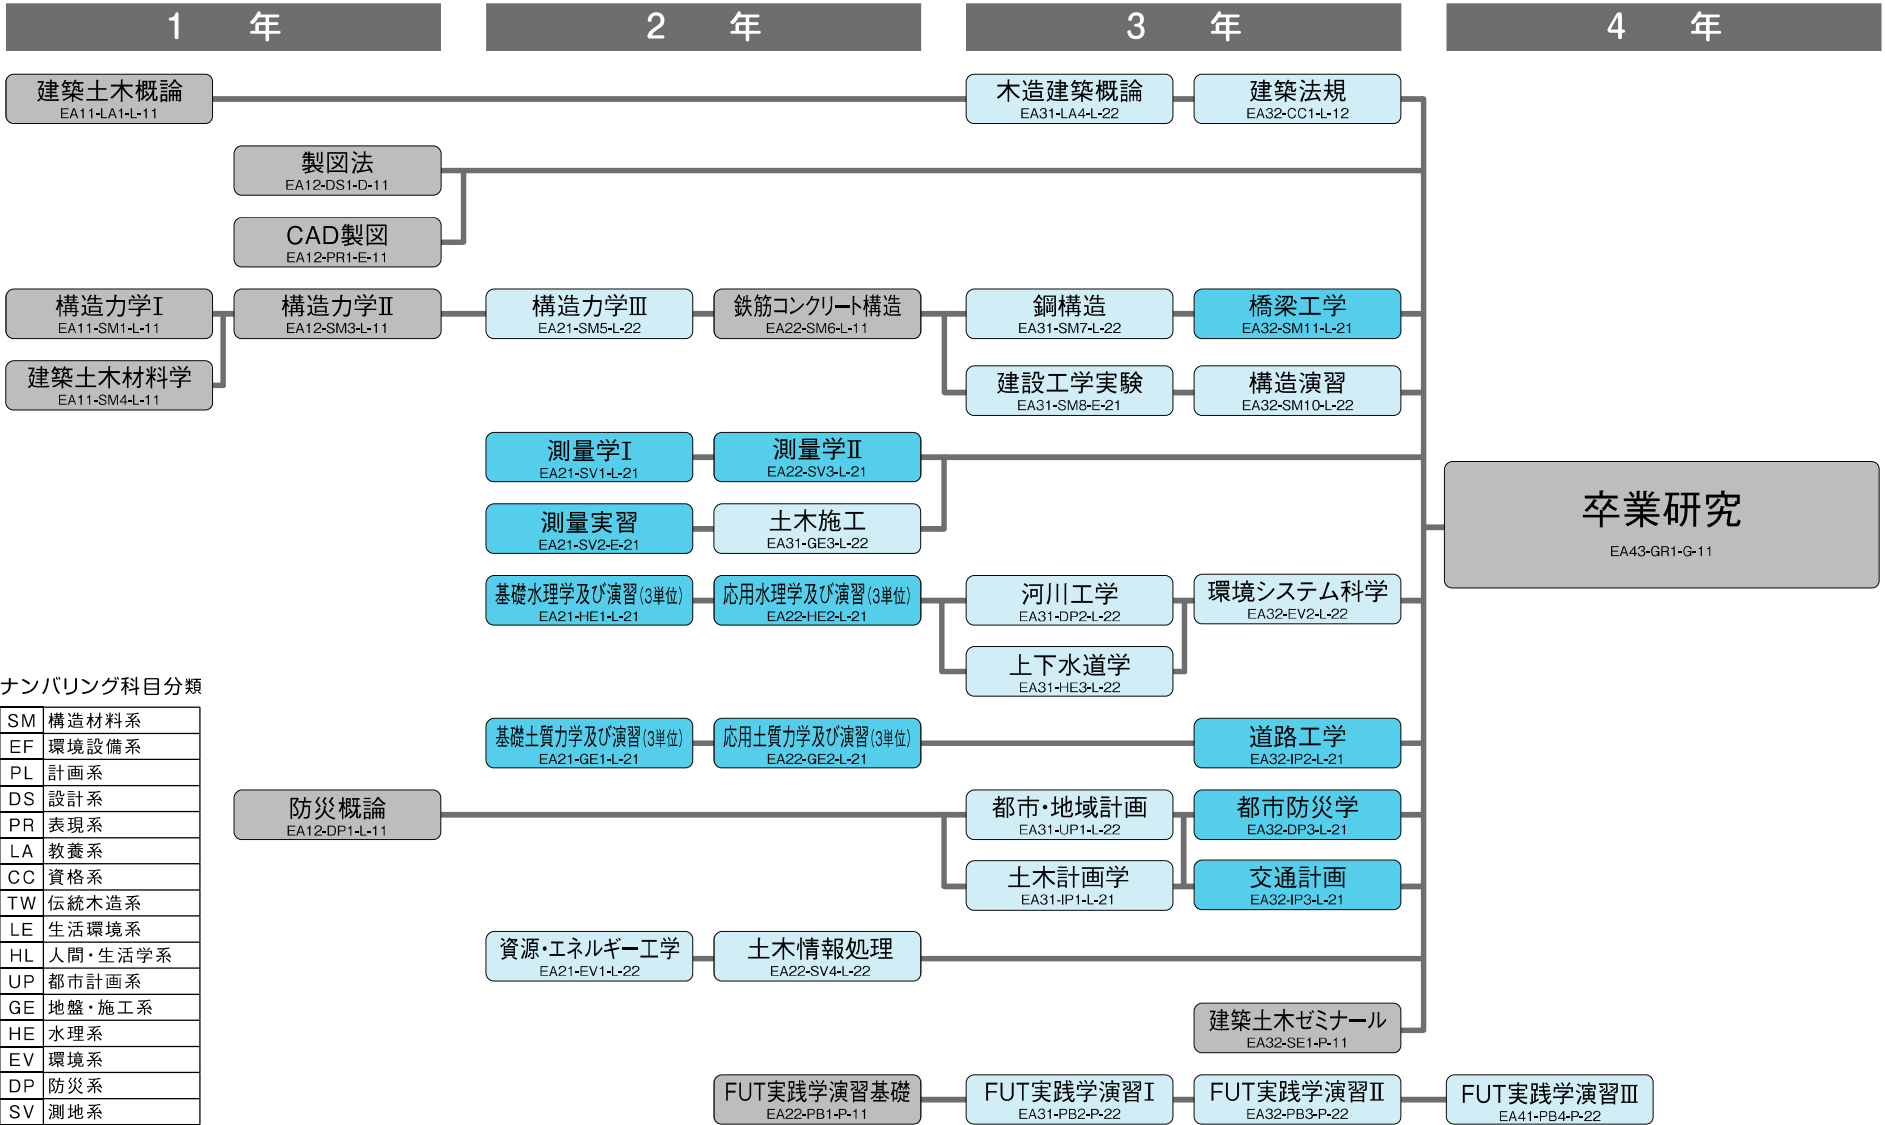 1 年
2 年
3 年
4 年
建築土木概論
EA11-LA1-L-11
木造建築概論
EA31-LA4-L-22
建築法規
EA32-CC1-L-12
製図法
EA12-DS1-D-11
CAD製図
EA12-PR1-E-11
構造力学Ⅰ
EA11-SM1-L-11
構造力学Ⅱ
EA12-SM3-L-11
構造力学Ⅲ
EA21-SM5-L-22
鉄筋コンクリート構造
EA22-SM6-L-11
鋼構造
EA31-SM7-L-22
橋梁工学
EA32-SM11-L-21
建築土木材料学
EA11-SM4-L-11
建設工学実験
EA31-SM8-E-21
構造演習
EA32-SM10-L-22
測量学Ⅰ
EA21-SV1-L-21
測量学Ⅱ
EA22-SV3-L-21
測量実習
EA21-SV2-E-21
土木施工
EA31-GE3-L-22
卒業研究
EA43-GR1-G-11
基礎水理学及び演習(3単位)
EA21-HE1-L-21
応用水理学及び演習(3単位)
EA22-HE2-L-21
河川工学
EA31-DP2-L-22
環境システム科学
EA32-EV2-L-22
上下水道学
EA31-HE3-L-22
基礎土質力学及び演習(3単位)
EA21-GE1-L-21
応用土質力学及び演習(3単位)
EA22-GE2-L-21
道路工学
EA32-IP2-L-21
防災概論
EA12-DP1-L-11
都市・地域計画
EA31-UP1-L-22
都市防災学
EA32-DP3-L-21
土木計画学
EA31-IP1-L-21
交通計画
EA32-IP3-L-21
資源・エネルギー工学
EA21-EV1-L-22
土木情報処理
EA22-SV4-L-22
建築土木ゼミナール
EA32-SE1-P-11
FUT実践学演習基礎
EA22-PB1-P-11
FUT実践学演習Ⅰ
EA31-PB2-P-22
FUT実践学演習Ⅱ
EA32-PB3-P-22
FUT実践学演習Ⅲ
EA41-PB4-P-22
ナンバリング科目分類
SM 構造材料系
EF 環境設備系
PL 計画系
DS 設計系
PR 表現系
LA 教養系
CC 資格系
TW 伝統木造系
LE 生活環境系
HL 人間・生活学系
UP 都市計画系
GE 地盤・施工系
HE 水理系
EV 環境系
DP 防災系
SV 測地系